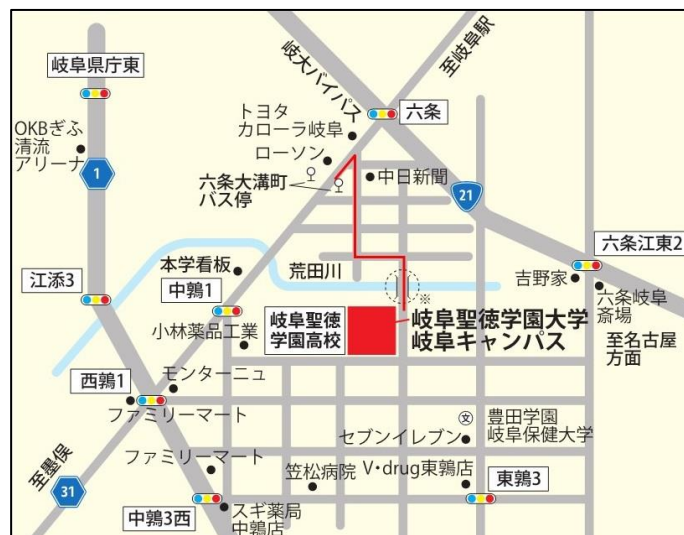 岐阜県庁東
OKBぎふ
清流
アリーナ
1
岐大バイパス
至岐阜駅
六条
トヨタ
カローラ岐阜
ローソン
六条大溝町
バス停
中日新聞
21
六条江東2
吉野家
六条岐阜
斎場
至名古屋
方面
江添3
本学看板
荒田川
中鶉1
※
小林薬品工業
岐阜聖徳
学園高校
岐阜聖徳学園大学
岐阜キャンパス
西鶉1
モンターニュ
ファミリーマート
至墨俣
31
ファミリーマート
中鶉3西
スギ薬局
中鶉店
笠松病院
セブンイレブン
V・drug東鶉店
文
豊田学園
岐阜保健大学
東鶉3